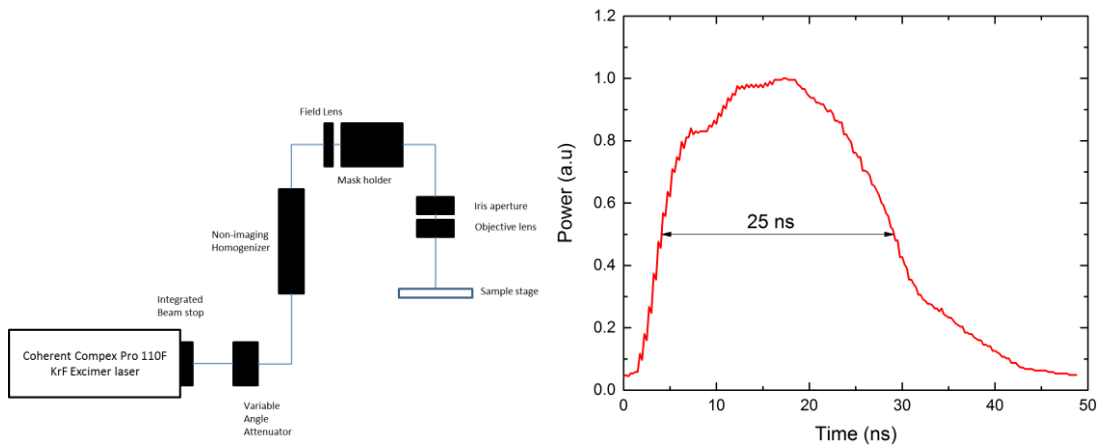 Field Lens
Mask holder
Iris aperture
Objective lens
Non-imaging
Homogenizer
Sample stage
Integrated
Beam stop
Coherent Compex Pro 110F
KrF Excimer laser
Variable
Angle
Attenuator
1.2
1.0
0.8
0.6
0.4
0.2
0.0
Power (a.u)
25 ns
0
10
20
30
40
50
Time (ns)